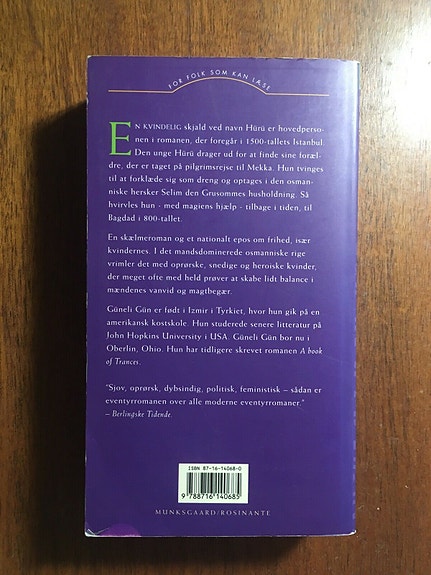 FOR FOLK SOM KAN LÆSE
EN KVINDELIG skjald ved navn Hürü er hovedperso-
nen i romanen, der foregår i 1500-tallets Istanbul.
Den unge Hürü drager ud for at finde sine foræl-
dre, der er taget på pilgrimsrejse til Mekka. Hun tvinges
til at forklæde sig som dreng og optages i den osman-
niske hersker Selim den Grusommes husholdning. Så
hvirvles hun - med magiens hjælp - tilbage i tiden, til
Bagdad i 800-tallet.
En skælmeroman og et nationalt epos om frihed, især
kvindernes. I det mandsdominerede osmanniske rige
vrimler det med oprørske, snedige og heroiske kvinder,
der meget ofte med held prøver at skabe lidt balance i
mændenes vanvid og magtbegær.
Güneli Gün er født i Izmir i Tyrkiet, hvor hun gik på en
amerikansk kostskole. Hun studerede senere litteratur på
John Hopkins University i USA. Güneli Gün bor nu i
Oberlin, Ohio. Hun har tidligere skrevet romanen A book
of Trances.
"Sjov, oprørsk, dybsindig, politisk, feministisk – sådan er
eventyrromanen over alle moderne eventyrromaner."
– Berlingske Tidende.
ISBN 87-16-14068-0
9 788716 140685
MUNKSGAARD/ROSINANTE